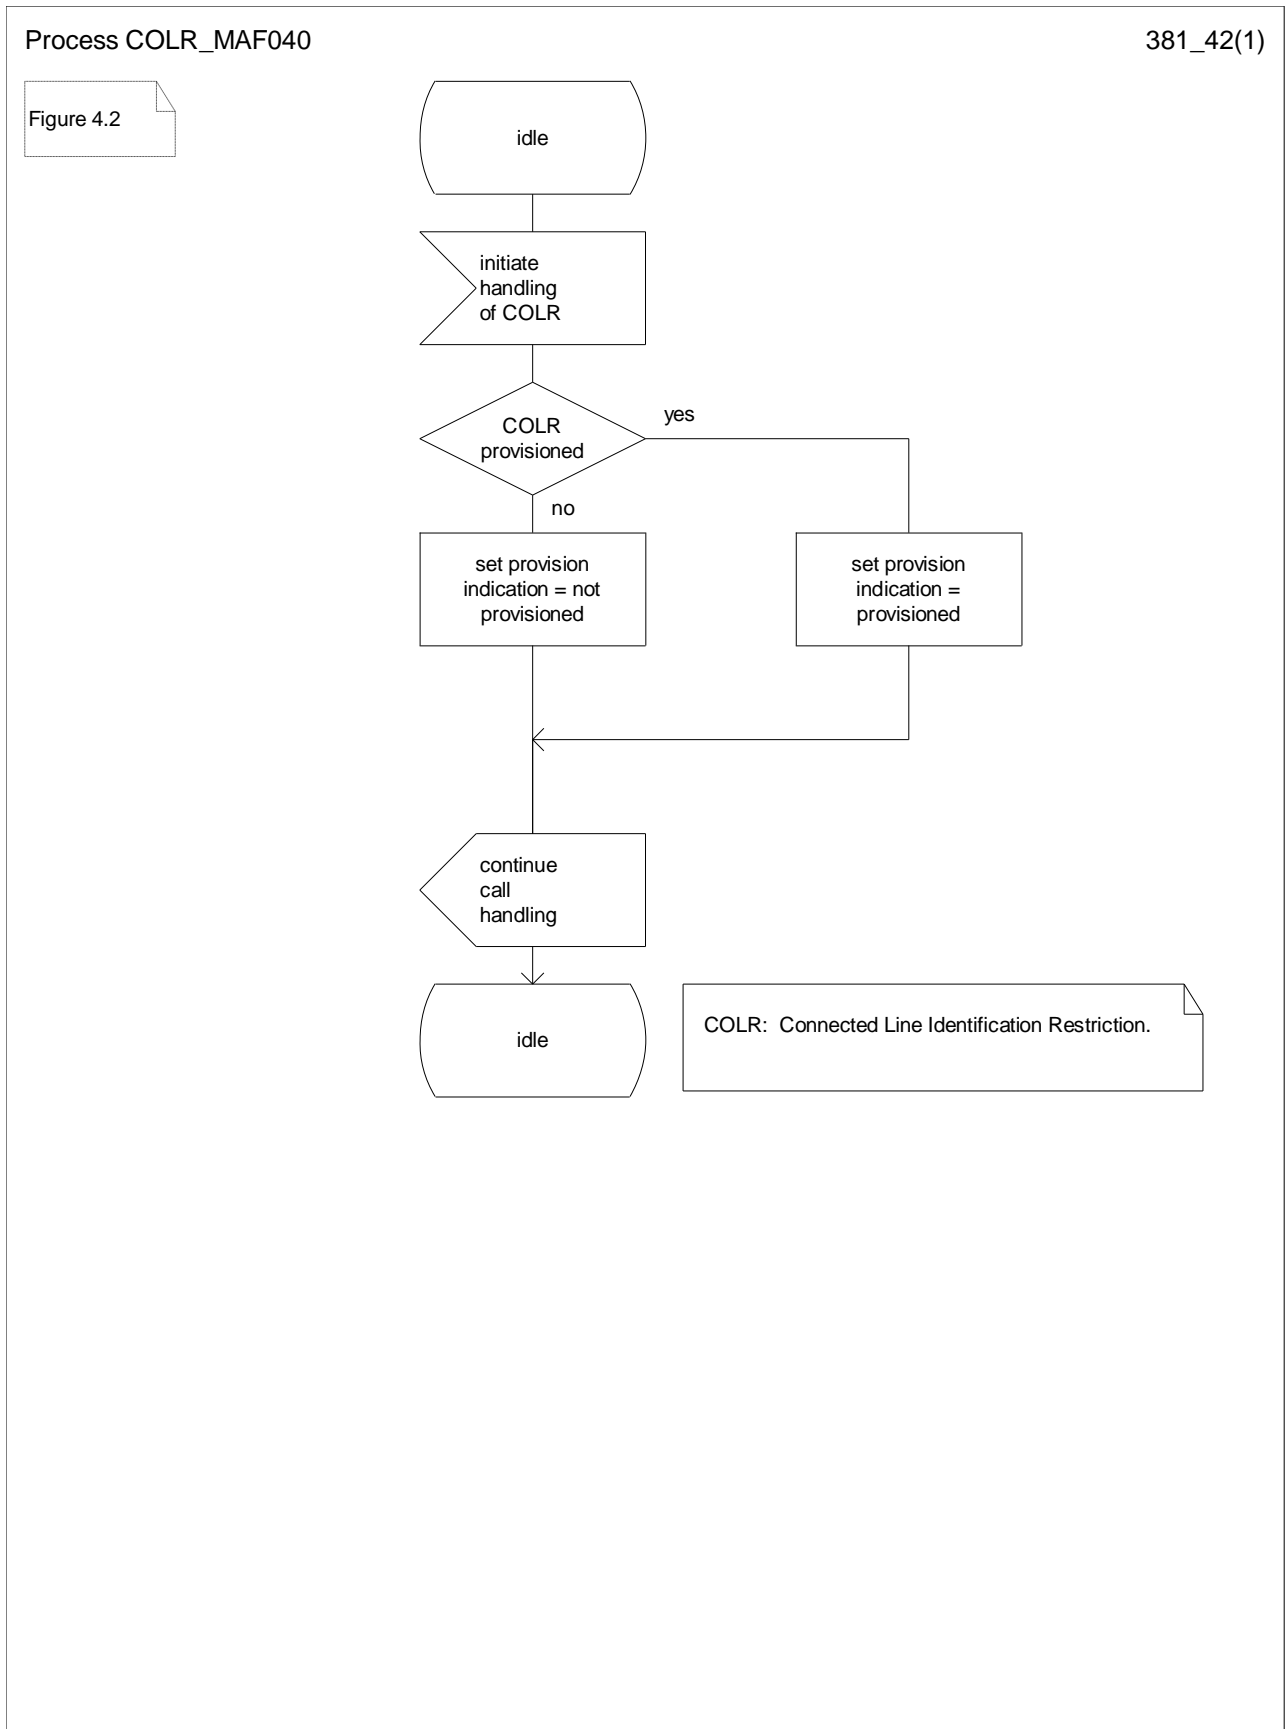 Process COLR_MAF040
381_42(1)
Figure 4.2
idle
initiate
handling
of COLR
COLR
provisioned
yes
no
set provision
indication = not
provisioned
set provision
indication =
provisioned
continue
call
handling
idle
COLR:  Connected Line Identification Restriction.